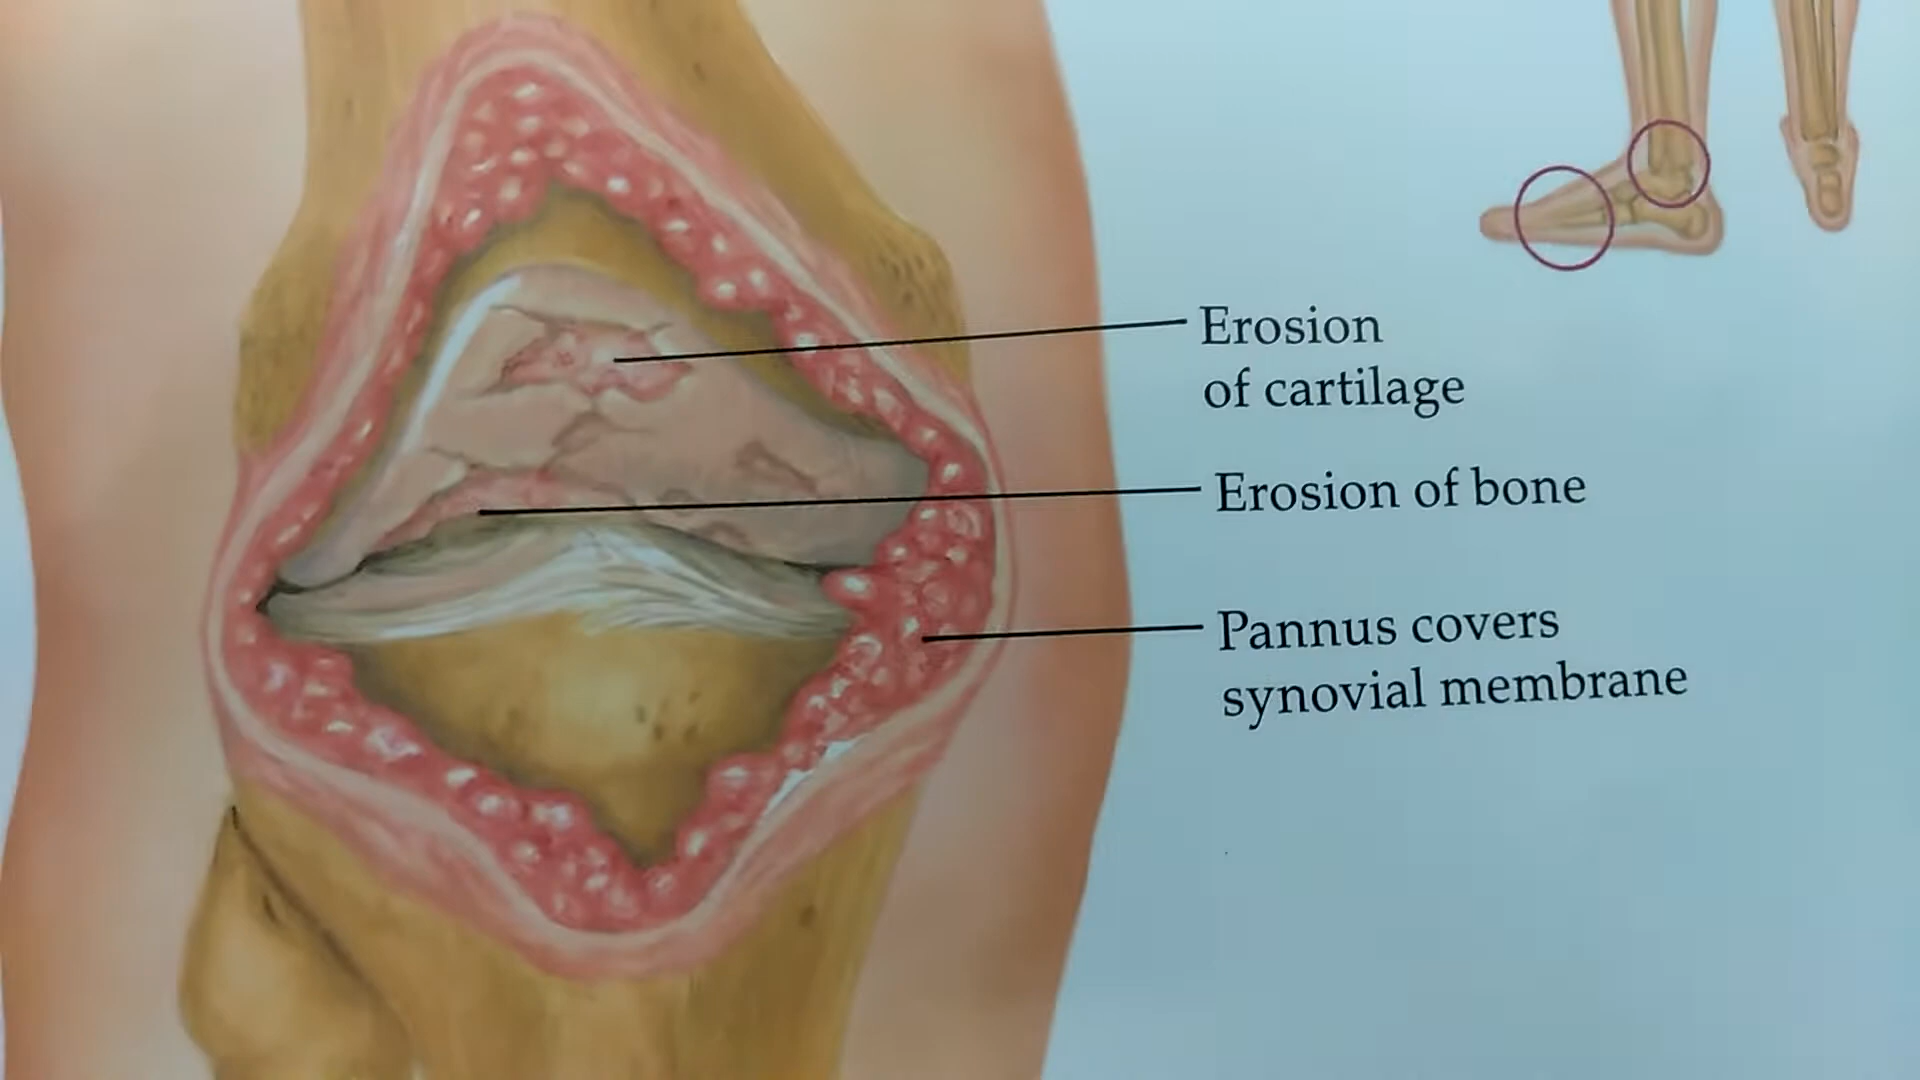 Erosion
of cartilage
Erosion of bone
Pannus covers
synovial membrane